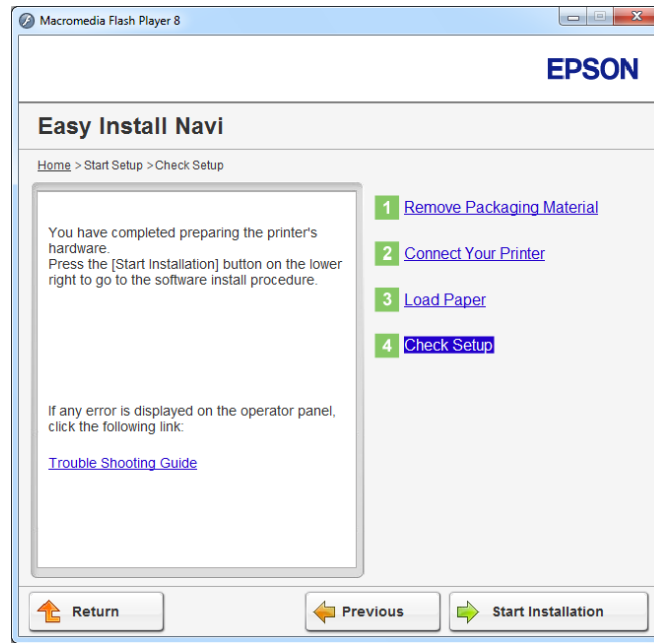 Macromedia Flash Player 8
EPSON
Easy Install Navi
Home > Start Setup >Check Setup
You have completed preparing the printer's
hardware.
Press the [Start Installation] button on the lower
right to go to the software install procedure.
If any error is displayed on the operator panel,
click the following link:
Trouble Shooting Guide
1 Remove Packaging Material
2 Connect Your Printer
3 Load Paper
4 Check Setup
Return
Previous
Start Installation